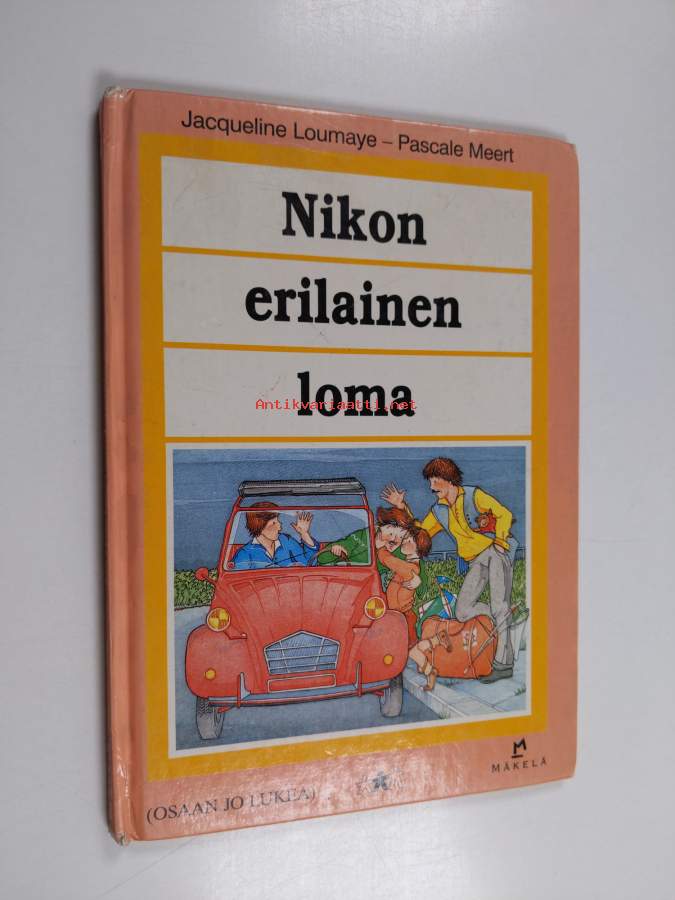 Jacqueline Loumaye – Pascale Meert
Nikon
erilainen
loma
Antikvariaatti.net
M
MÄKELÄ
(OSAAN JO LUKEA)